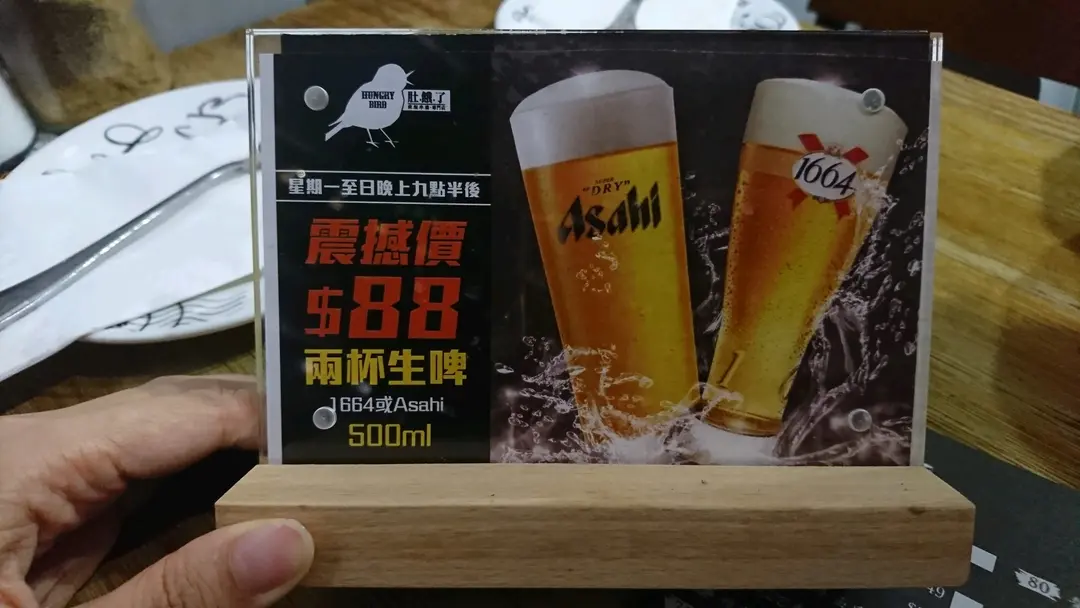 HUNGRY
BIRD
肚.餓.了
星期一至日晚上九點半後
震撼價
$88
兩杯生啤
1664或Asahi
500ml
SUPER
"DRY"
Asahi
1664
80
49